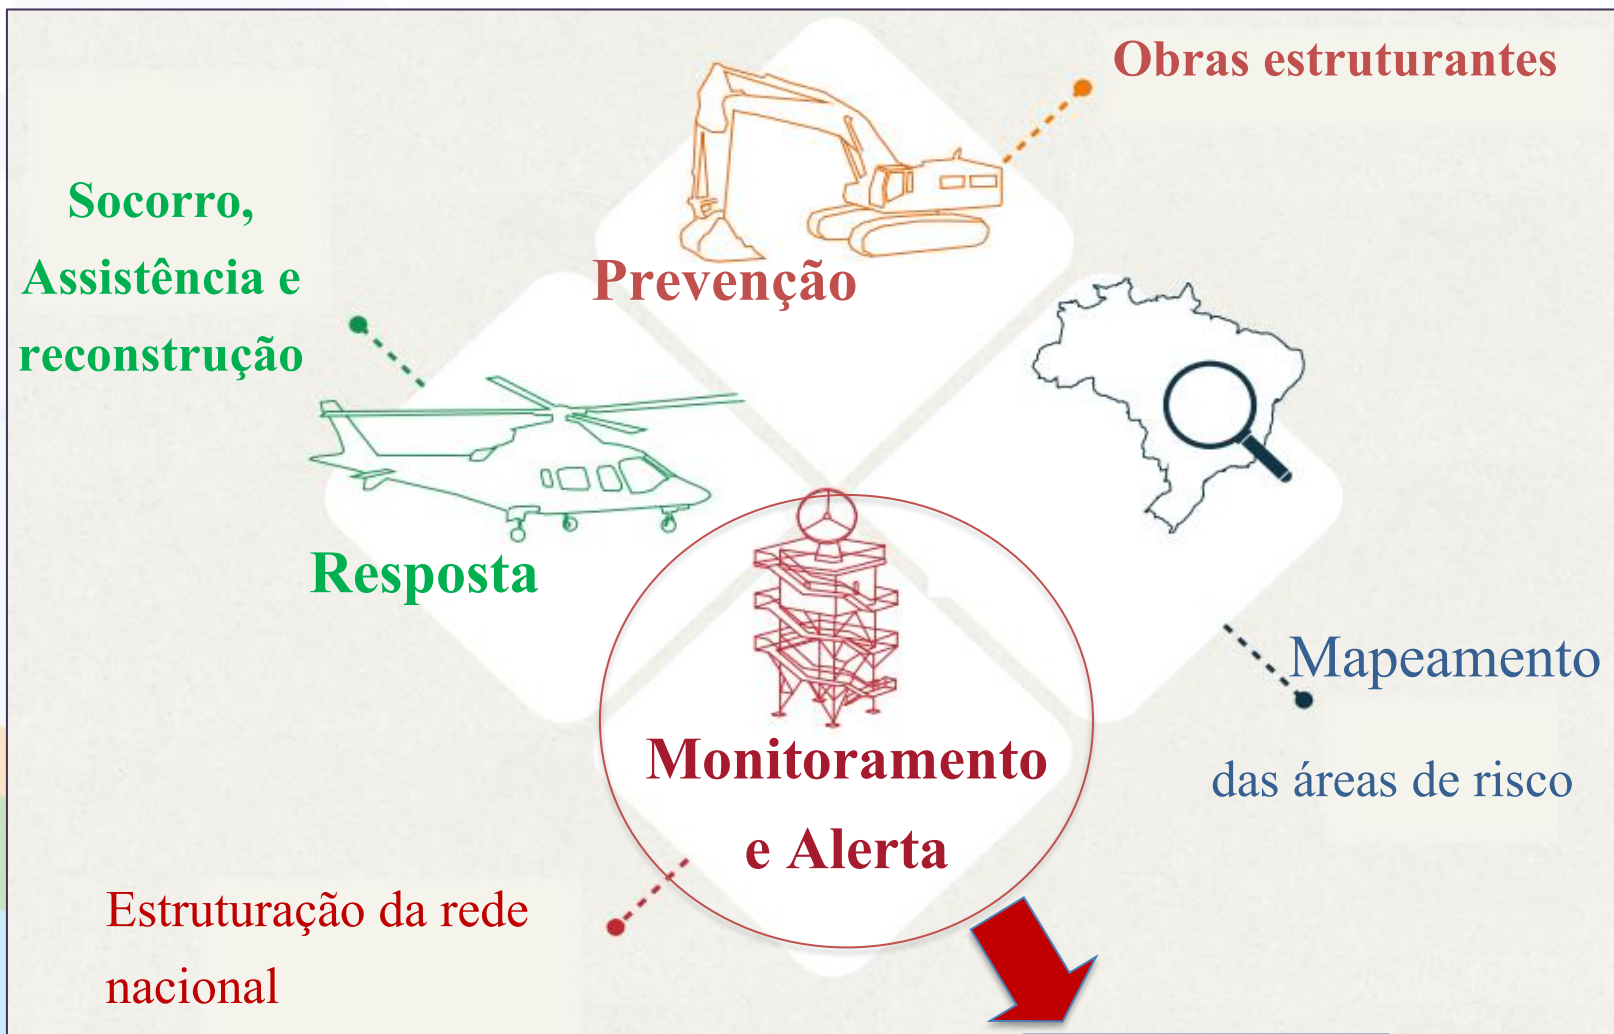 Obras estruturantes
Prevenção
Socorro,
Assistência e
reconstrução
Resposta
Mapeamento
das áreas de risco
Monitoramento
e Alerta
Estruturação da rede
nacional